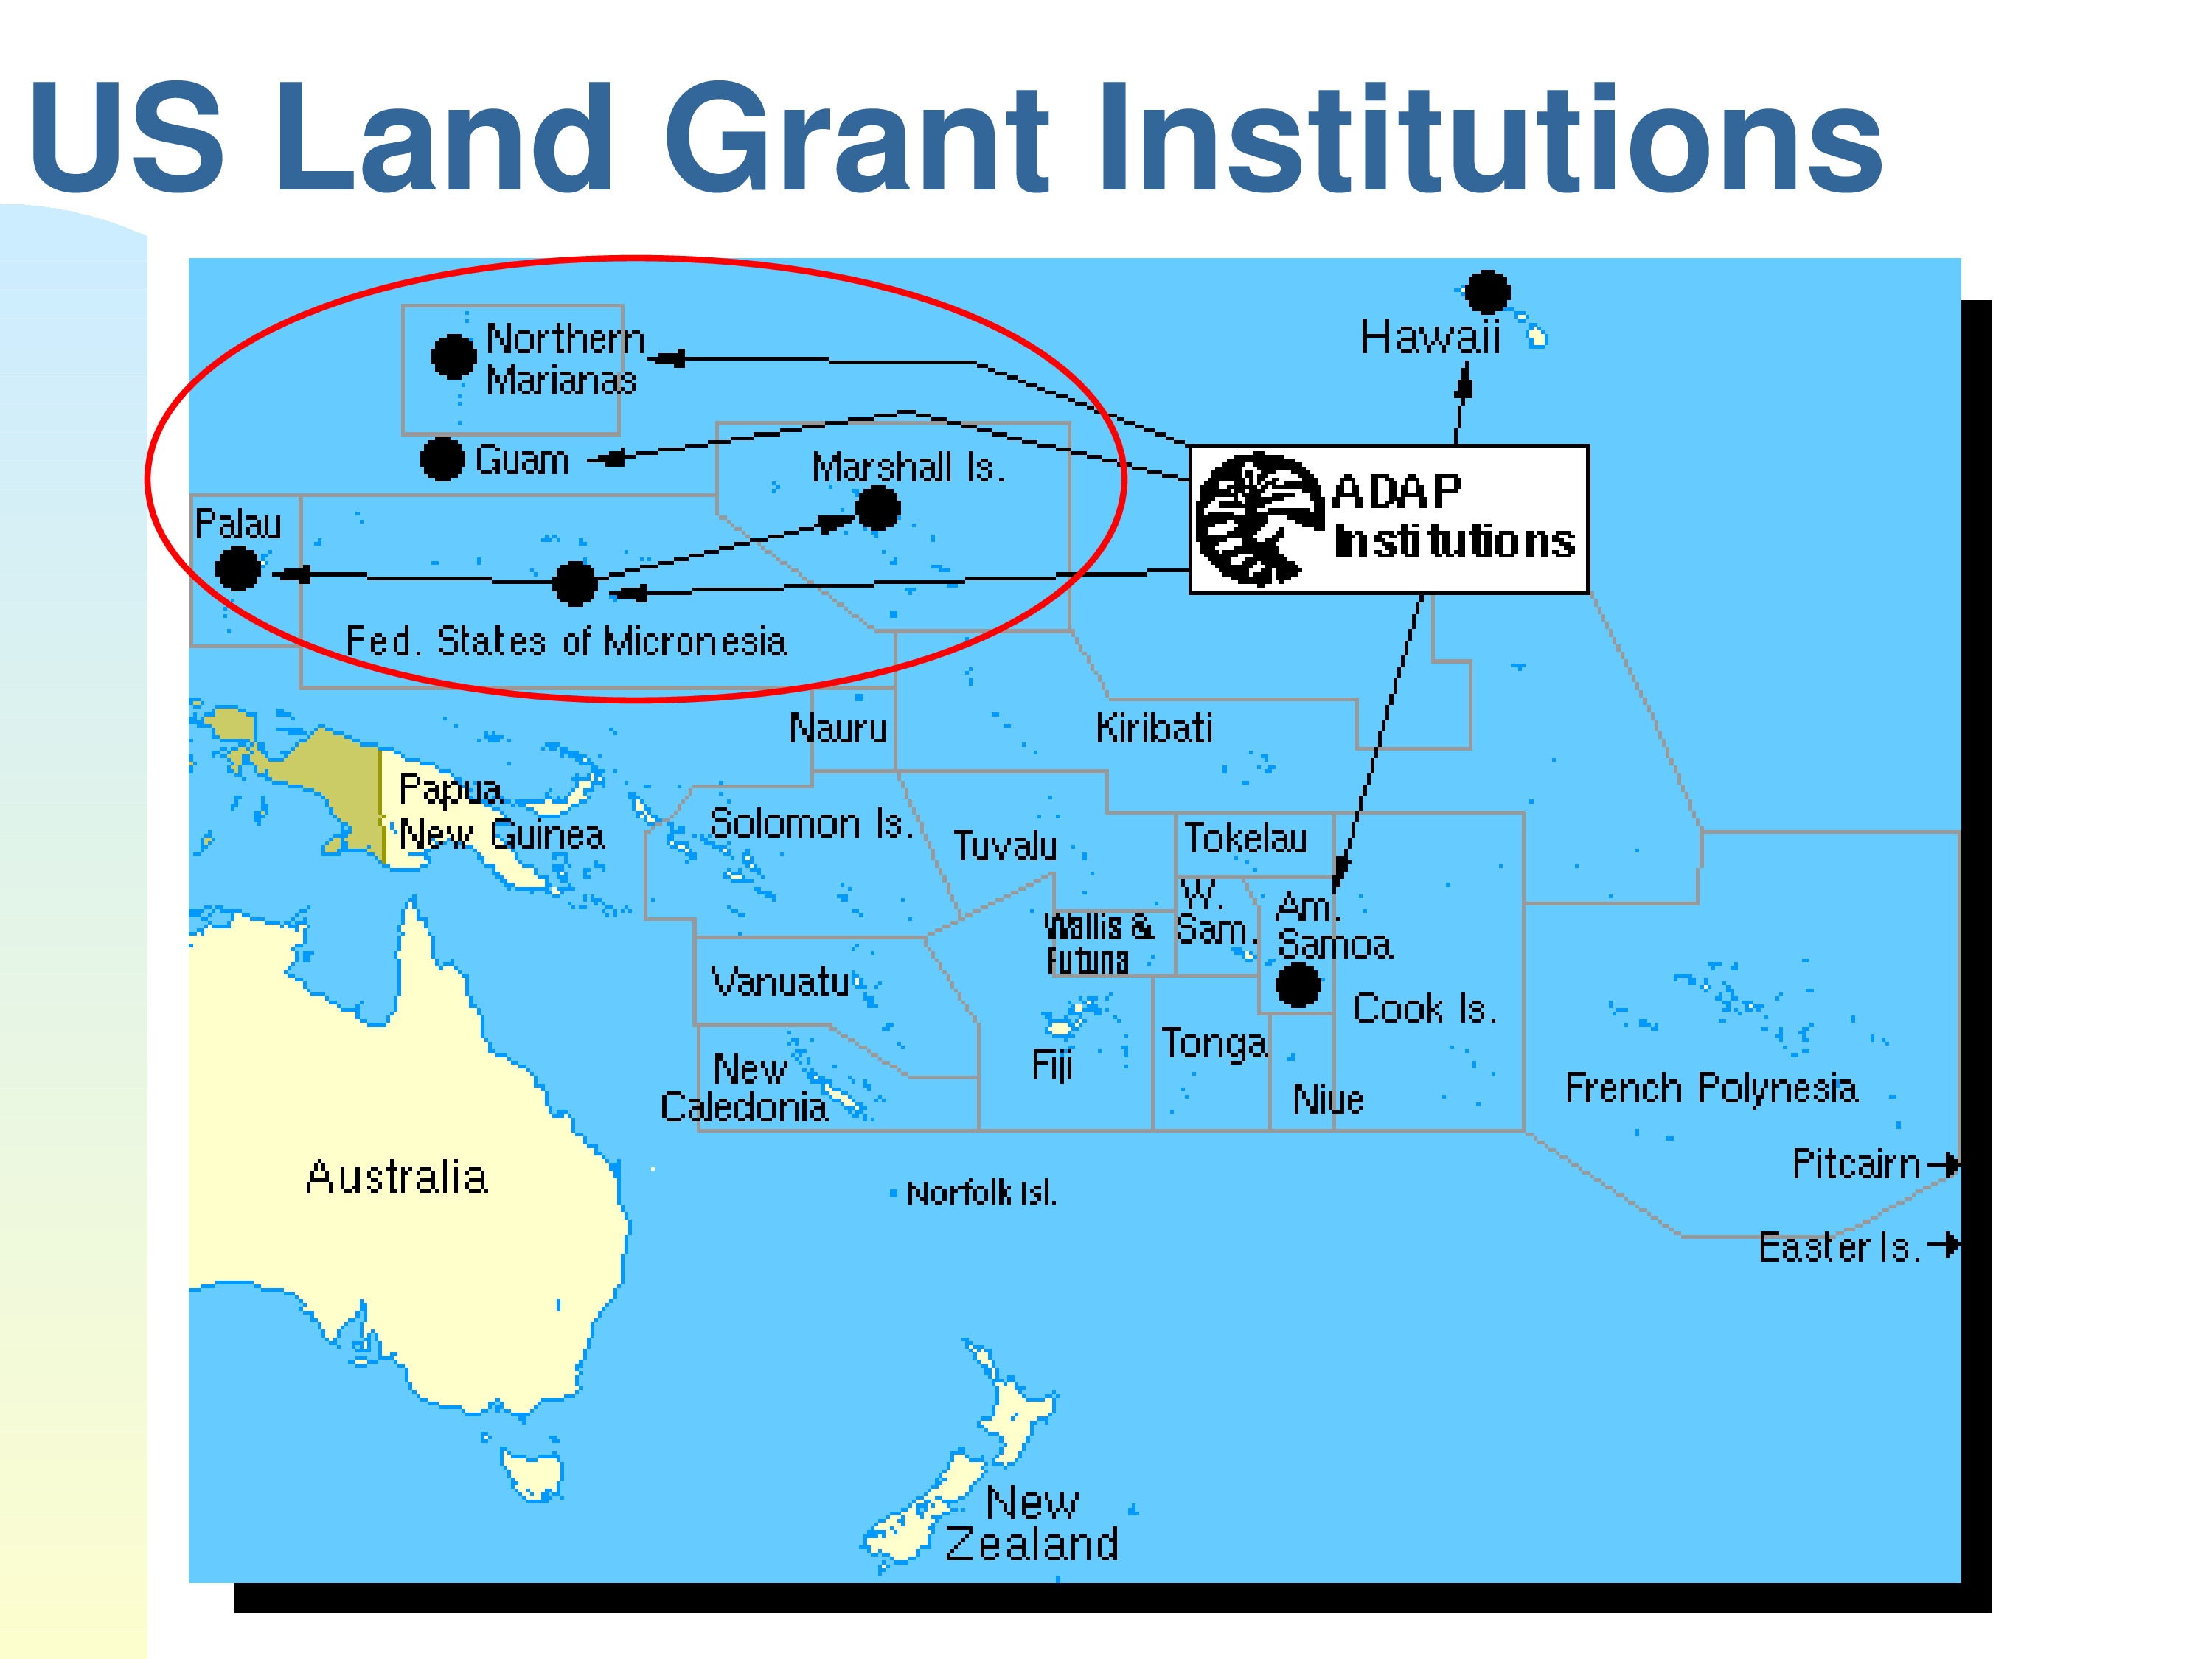 US Land Grant Institutions
Hawaii
Northern
Marianas
Guam
Marshall Is.
ADAP
Institutions
Palau
Fed. States of Micronesia
Nauru
Kiribati
Papua
New Guinea
Solomon Is.
Tuvalu
Tokelau
W.
Sam.
Am.
Samoa
Wallis &
Futuna
Vanuatu
Cook Is.
New
Caledonia
Fiji
Tonga
Niue
French Polynesia
Australia
Pitcairn
Norfolk Isl.
Easter Is.
New
Zealand